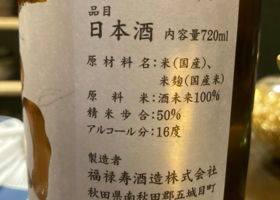 品目
日本酒 内容量720ml
原材料名:米(国産)、
米麹(国産米)
原料米:酒未来100%
精米歩合:50%
アルコール分:16度
製造者
福禄寿酒造株式会社
秋田県南秋田郡五城目町